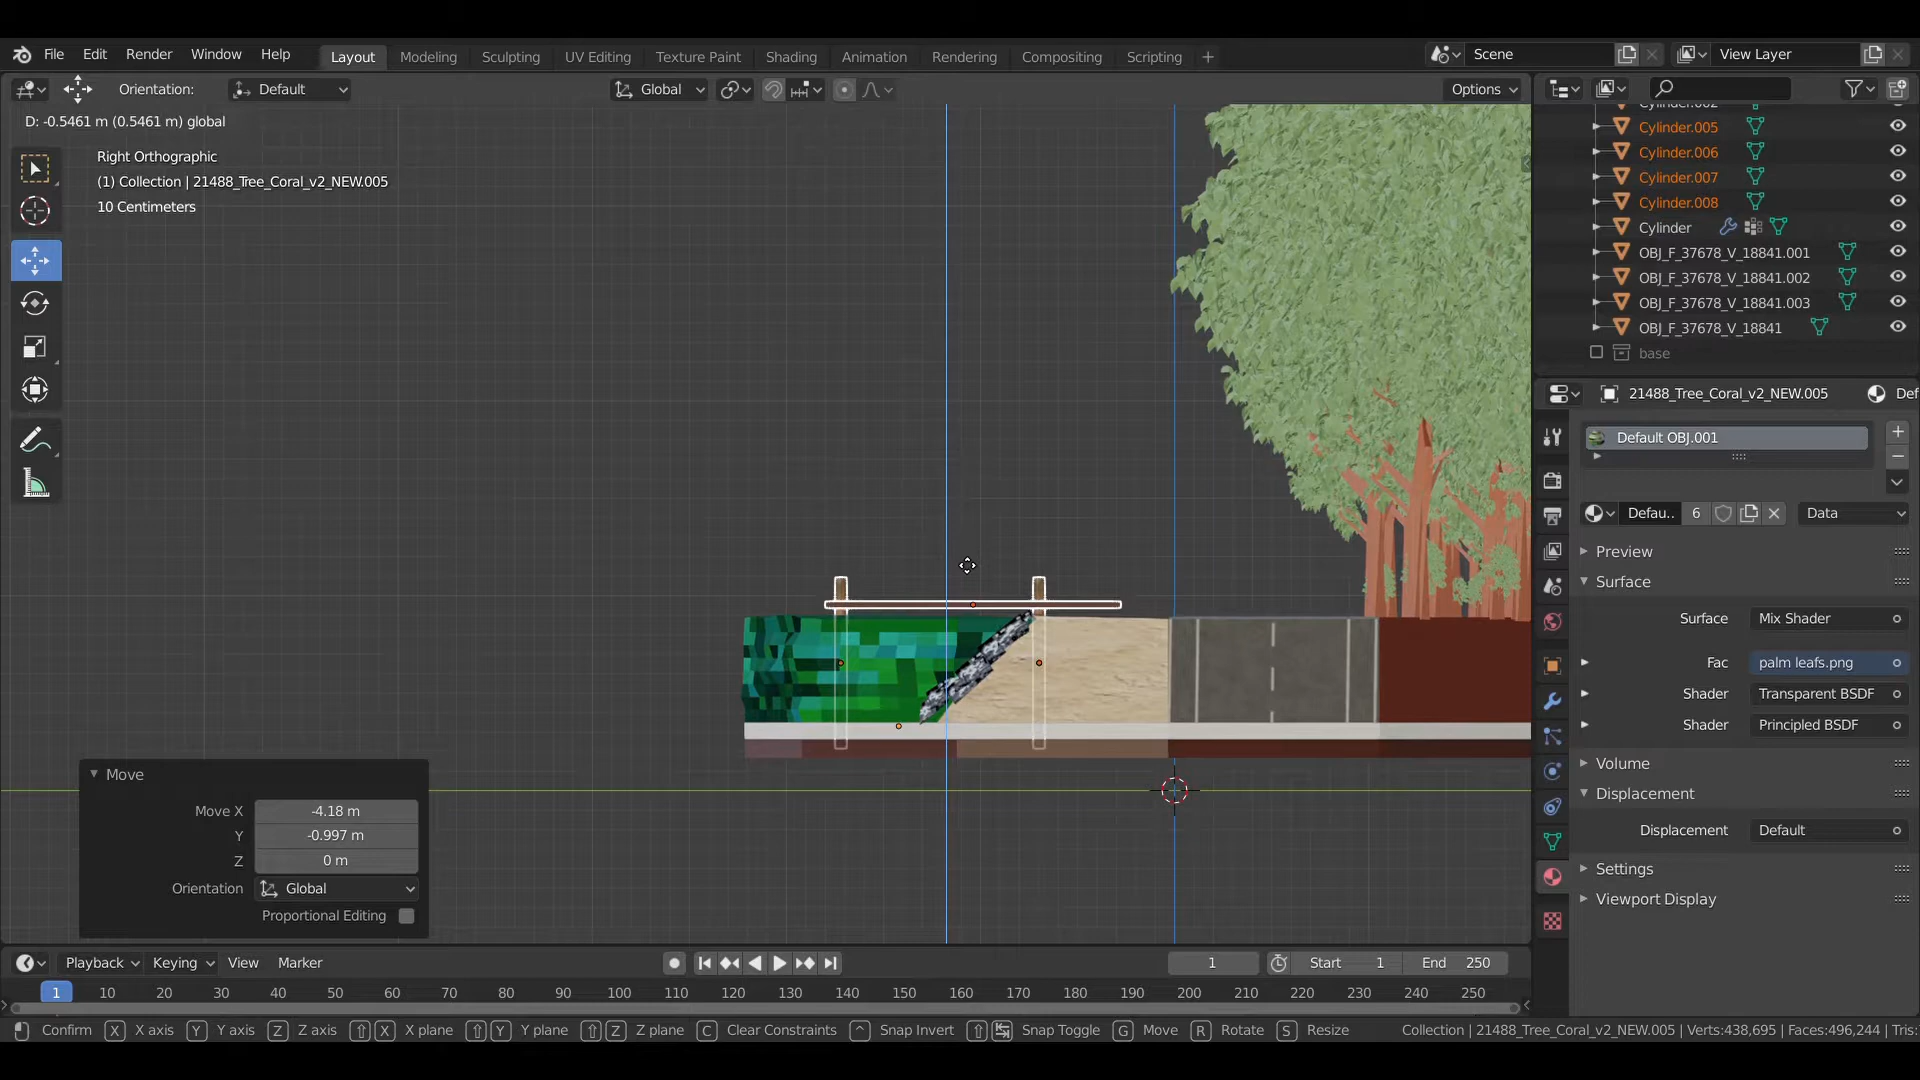 File Edit Render Window Help Layout Modeling Sculpting UV Editing Texture Paint Shading Animation Rendering Compositing Scripting + Scene View Layer
Orientation: Default Global Options
D: -0.5461 m (0.5461 m) global
Right Orthographic
(1) Collection | 21488_Tree_Coral_v2_NEW.005
10 Centimeters
Cylinder.005
Cylinder.006
Cylinder.007
Cylinder.008
Cylinder
OBJ_F_37678_V_18841.001
OBJ_F_37678_V_18841.002
OBJ_F_37678_V_18841.003
OBJ_F_37678_V_18841
base
21488_Tree_Coral_v2_NEW.005 Def
Default OBJ.001
Defau.. 6 Data
Preview
Surface
Surface Mix Shader
Fac palm leafs.png
Shader Transparent BSDF
Shader Principled BSDF
Volume
Displacement
Displacement Default
Settings
Viewport Display
Move
Move X -4.18 m
Y -0.997 m
Z 0 m
Orientation Global
Proportional Editing
Playback Keying View Marker 1 Start 1 End 250
1 10 20 30 40 50 60 70 80 90 100 110 120 130 140 150 160 170 180 190 200 210 220 230 240 250
Confirm X X axis Y Y axis Z Z axis X X plane Y Y plane Z Z plane C Clear Constraints ^ Snap Invert Snap Toggle G Move R Rotate S Resize Collection | 21488_Tree_Coral_v2_NEW.005 | Verts:438,695 | Faces:496,244 | Tris: